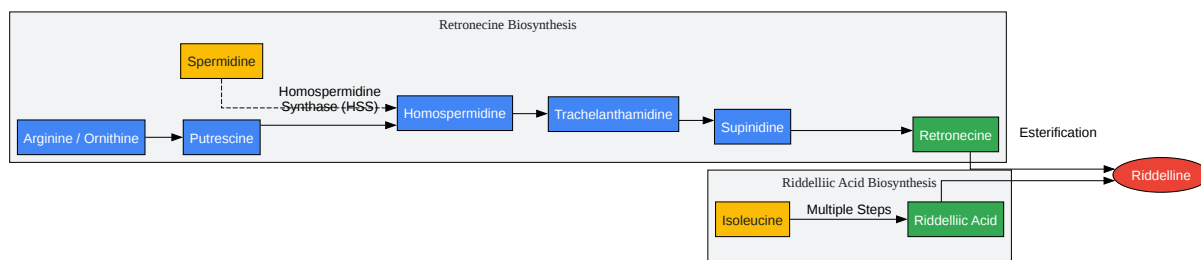 Retronecine Biosynthesis
Spermidine
Homospermidine
Synthase (HSS)
Arginine / Ornithine
Putrescine
Homospermidine
Trachelanthamidine
Supinidine
Retronecine
Esterification
Riddelline
Riddelliic Acid Biosynthesis
Isoleucine
Multiple Steps
Riddelliic Acid